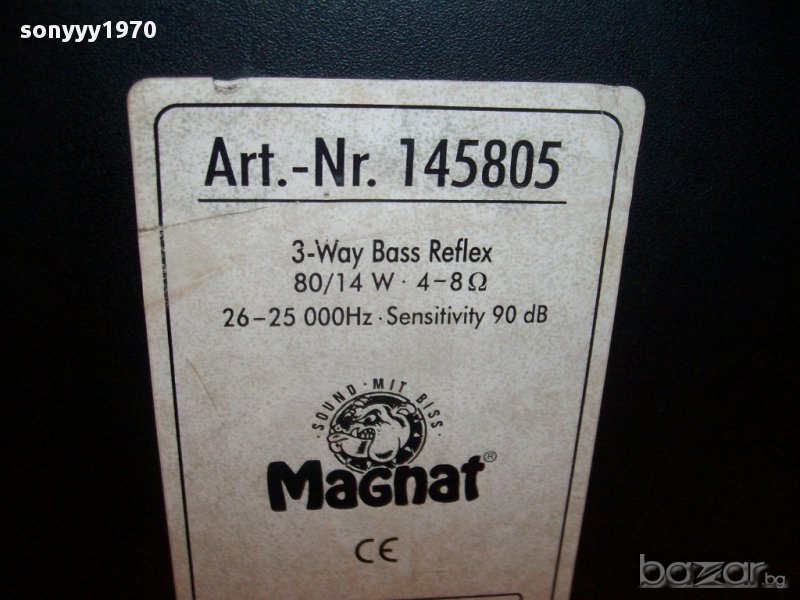 sonyyy1970
Art.-Nr. 145805
3-Way Bass Reflex
80/14 W · 4–8 Ω
26–25 000Hz · Sensitivity 90 dB
SOUND · MIT BISS
Magnat®
CE
bazar.bg